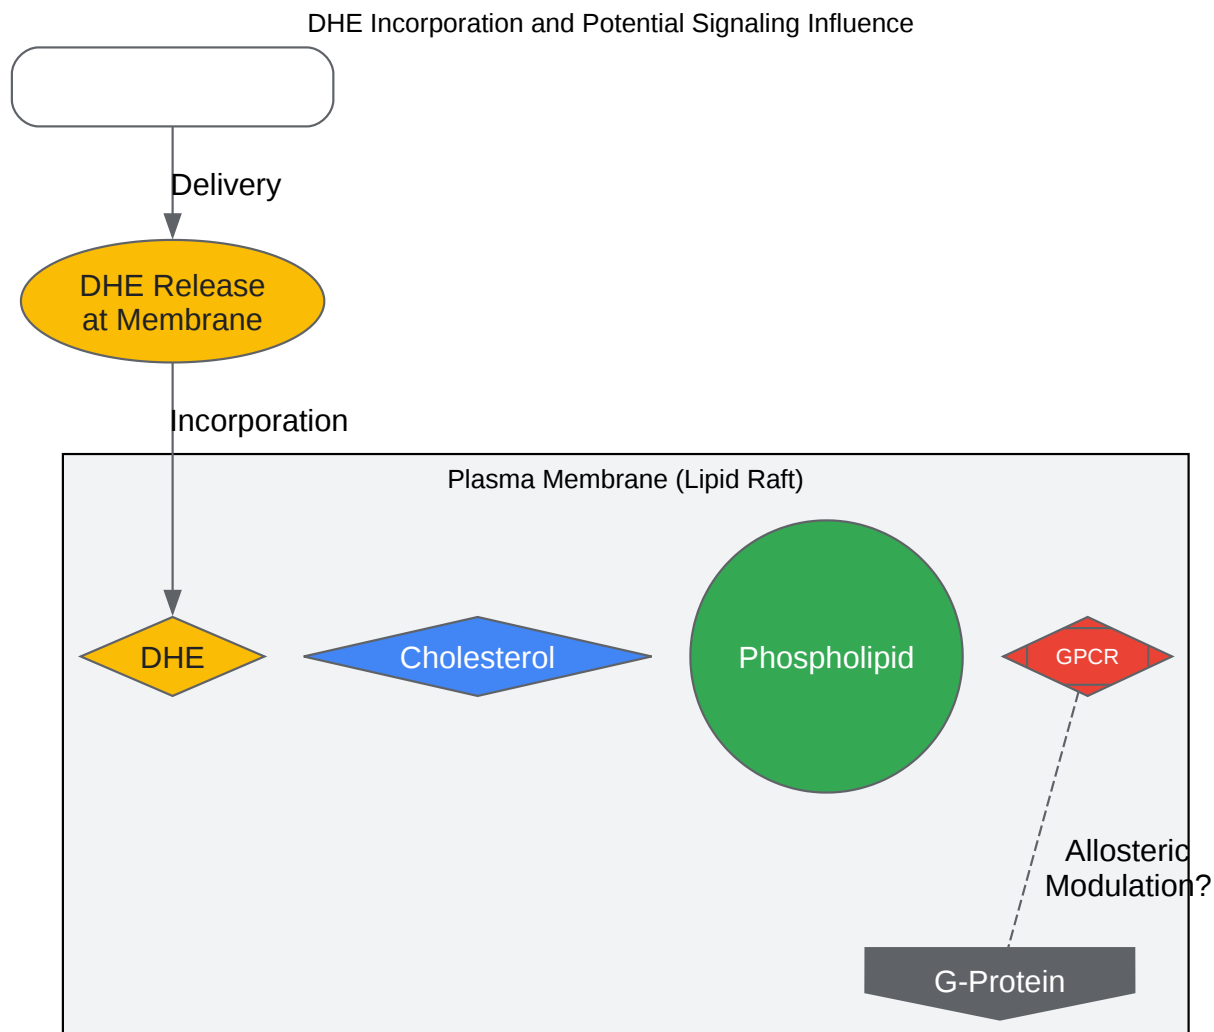 DHE Incorporation and Potential Signaling Influence
Delivery
DHE Release
at Membrane
Incorporation
Plasma Membrane (Lipid Raft)
DHE
Cholesterol
Phospholipid
GPCR
Allosteric
Modulation?
G-Protein